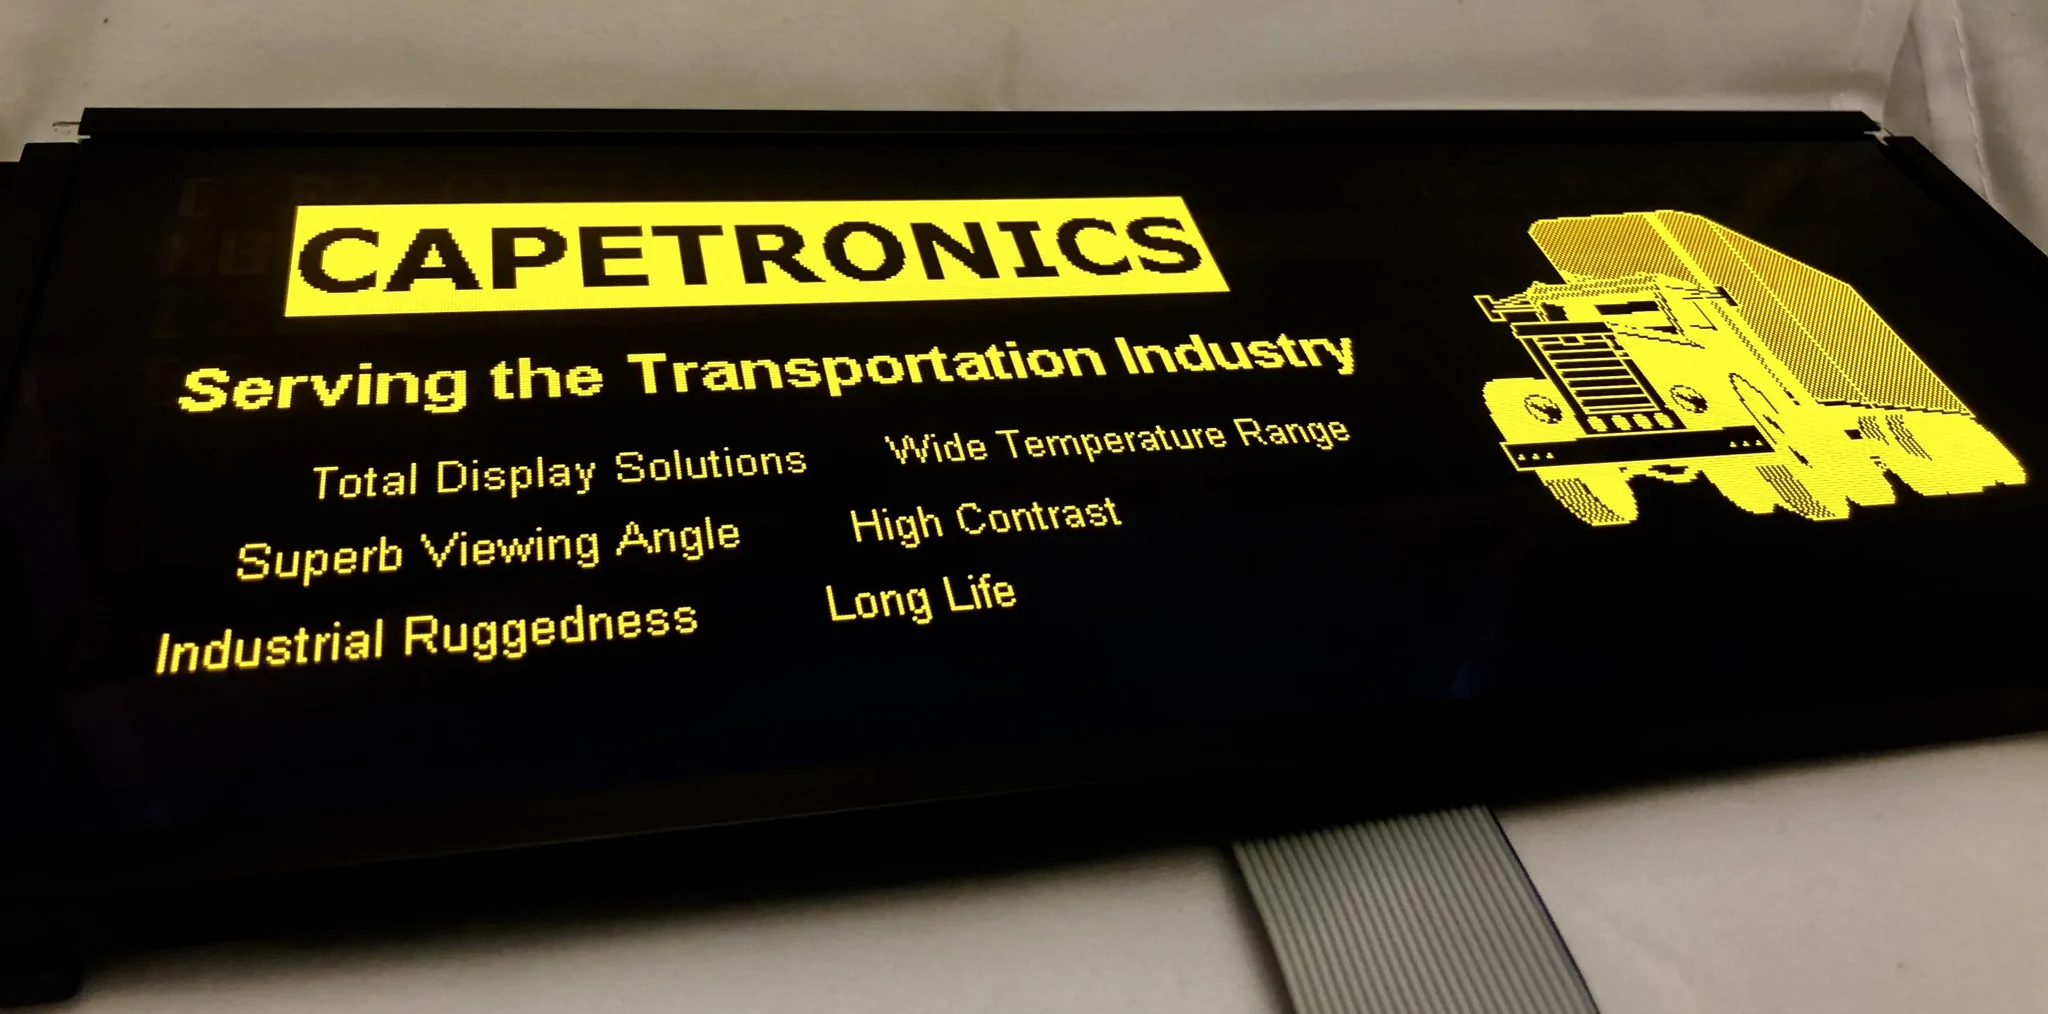 CAPETRONICS
Serving the Transportation Industry
Total Display Solutions Wide Temperature Range
Superb Viewing Angle High Contrast
Industrial Ruggedness Long Life